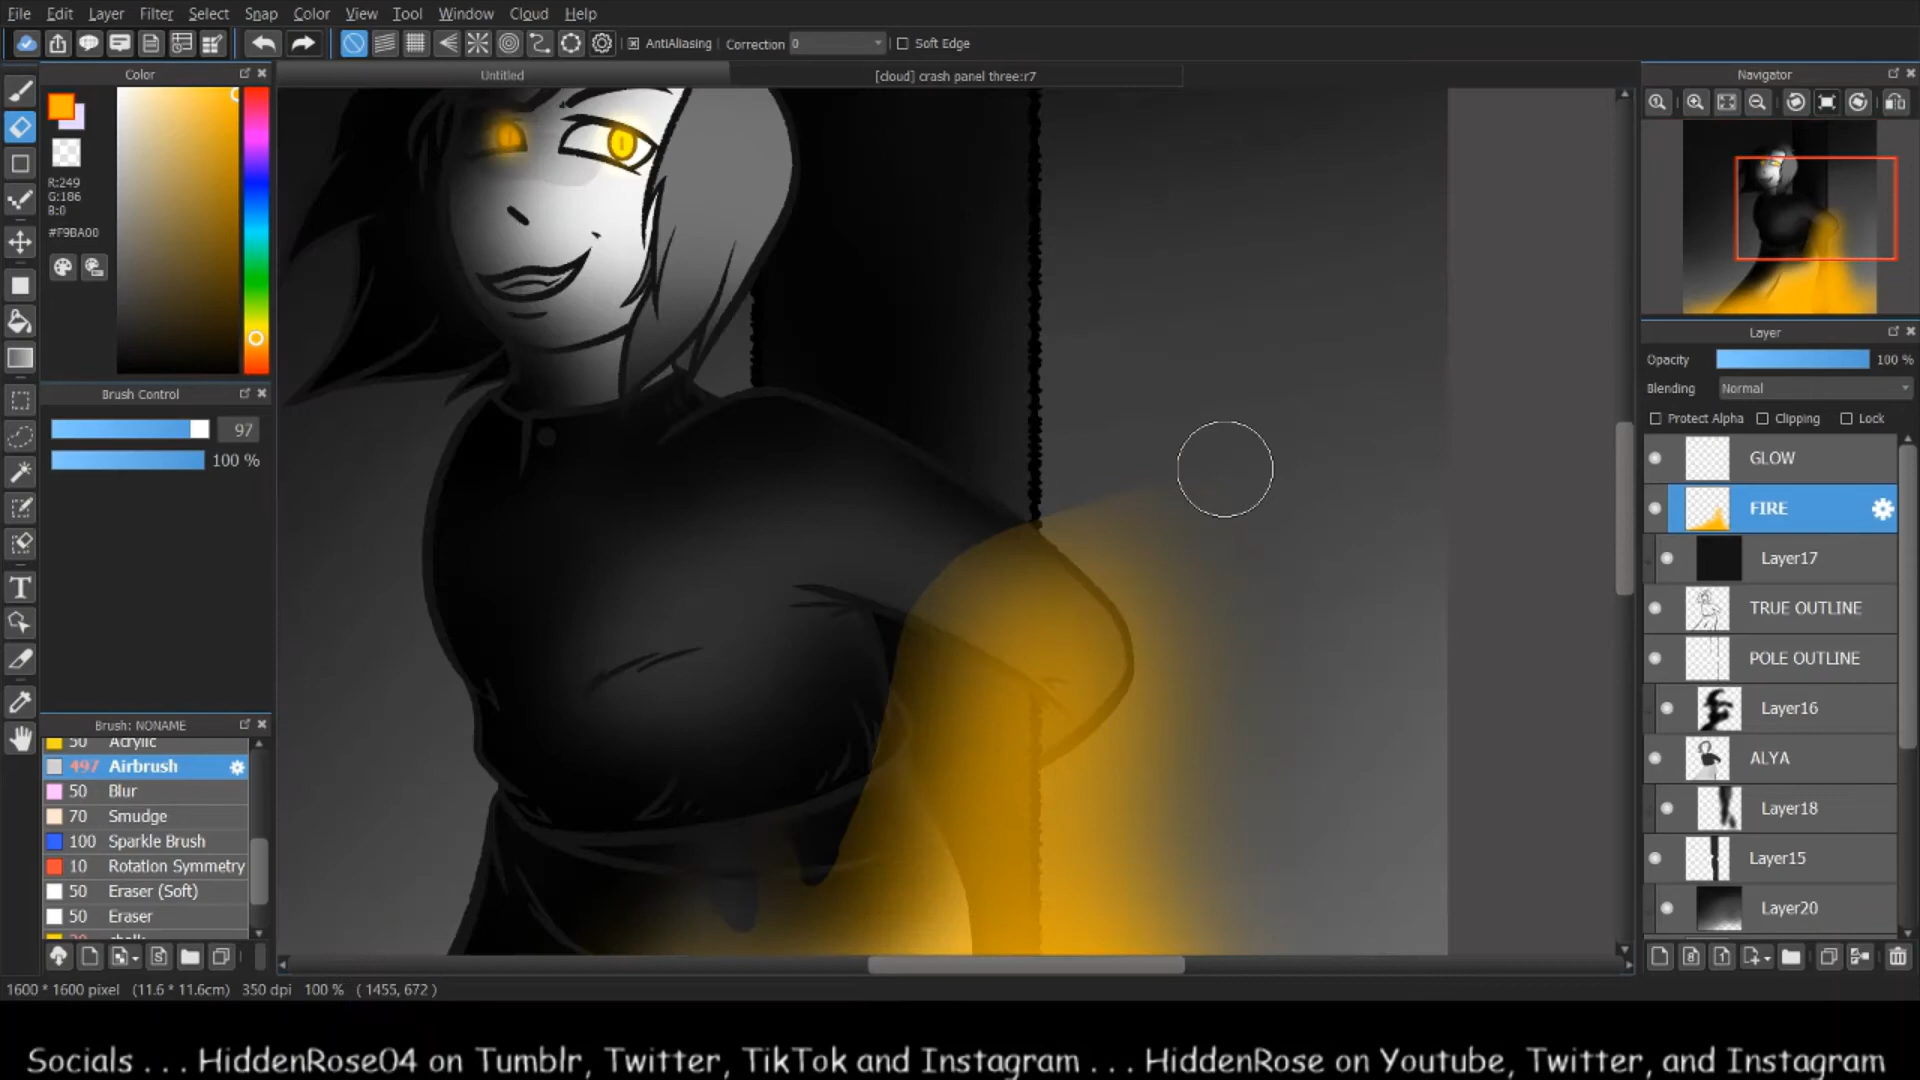 File Edit Layer Filter Select Snap Color View Tool Window Cloud Help
AntiAliasing Correction 0 Soft Edge
Color
Untitled
[cloud] crash panel three:r7
Navigator
R:249
G:186
B:0
#F9BA00
Brush Control
97
100 %
Brush: NONAME
50 Acrylic
497 Airbrush
50 Blur
70 Smudge
100 Sparkle Brush
10 Rotation Symmetry
50 Eraser (Soft)
50 Eraser
Layer
Opacity 100 %
Blending Normal
Protect Alpha Clipping Lock
GLOW
FIRE
Layer17
TRUE OUTLINE
POLE OUTLINE
Layer16
ALYA
Layer18
Layer15
Layer20
1600 * 1600 pixel (11.6 * 11.6cm) 350 dpi 100 % ( 1455, 672 )
Socials . . . HiddenRose04 on Tumblr, Twitter, TikTok and Instagram . . . HiddenRose on Youtube, Twitter, and Instagram